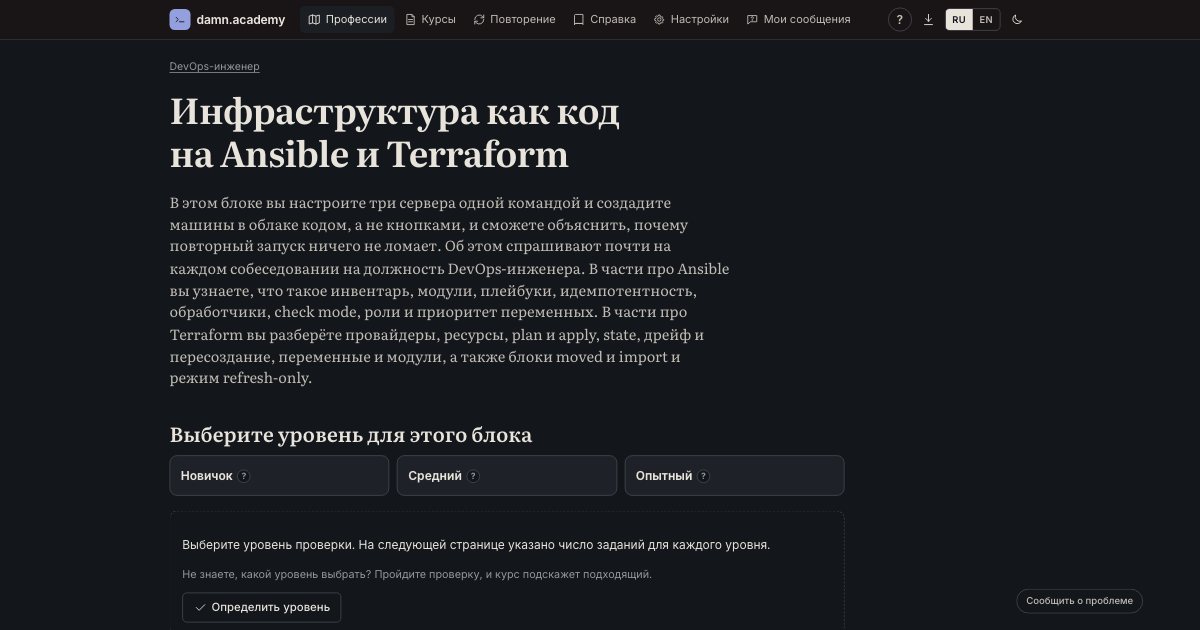 damn.academy
Профессии
Курсы
Повторение
Справка
Настройки
Мои сообщения
?
RU
EN
DevOps-инженер
Инфраструктура как код
на Ansible и Terraform
В этом блоке вы настроите три сервера одной командой и создадите
машины в облаке кодом, а не кнопками, и сможете объяснить, почему
повторный запуск ничего не ломает. Об этом спрашивают почти на
каждом собеседовании на должность DevOps-инженера. В части про Ansible
вы узнаете, что такое инвентарь, модули, плейбуки, идемпотентность,
обработчики, check mode, роли и приоритет переменных. В части про
Terraform вы разберёте провайдеры, ресурсы, plan и apply, state, дрейф и
пересоздание, переменные и модули, а также блоки moved и import и
режим refresh-only.
Выберите уровень для этого блока
Новичок ?
Средний ?
Опытный ?
Выберите уровень проверки. На следующей странице указано число заданий для каждого уровня.
Не знаете, какой уровень выбрать? Пройдите проверку, и курс подскажет подходящий.
Определить уровень
Сообщить о проблеме